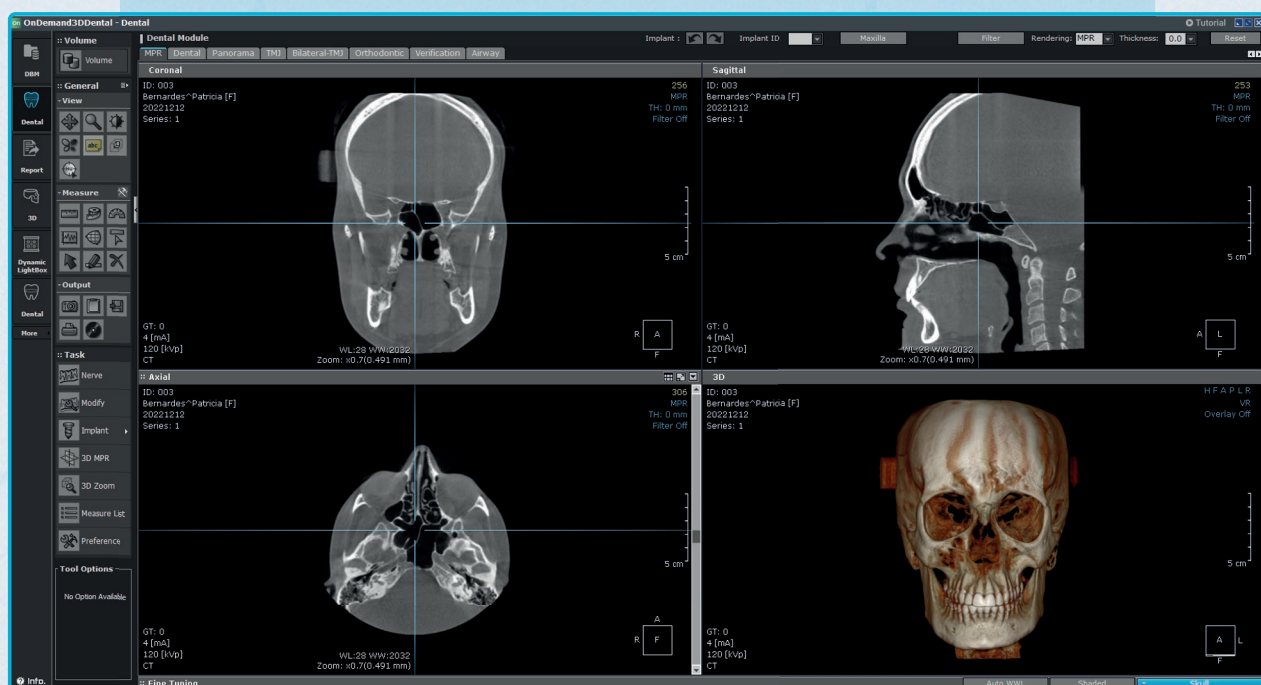 On OnDemand3DDental - Dental
Tutorial
DBM
Dental
Report
3D
Dynamic
LightBox
Dental
More
Info.
:: Volume
Volume
:: General
- View
abc
- Measure
- Output
:: Task
Nerve
Modify
Implant
3D MPR
3D Zoom
Measure List
Preference
Tool Options
No Option Available
Dental Module
Implant :
Implant ID
Maxilla
Filter
Rendering: MPR
Thickness: 0.0
Reset
MPR Dental Panorama TMJ Bilateral-TMJ Orthodontic Verification Airway
Coronal
ID: 003
Bernardes^Patricia [F]
20221212
Series: 1
256
MPR
TH: 0 mm
Filter Off
5 cm
GT: 0
4 [mA]
120 [kVp]
CT
WL:28 WW:2032
Zoom: x0.7(0.491 mm)
R A
F
Sagittal
ID: 003
Bernardes^Patricia [F]
20221212
Series: 1
253
MPR
TH: 0 mm
Filter Off
5 cm
GT: 0
4 [mA]
120 [kVp]
CT
WL:28 WW:2032
Zoom: x0.7(0.491 mm)
A L
F
:: Axial
ID: 003
Bernardes^Patricia [F]
20221212
Series: 1
306
MPR
TH: 0 mm
Filter Off
5 cm
GT: 0
4 [mA]
120 [kVp]
CT
WL:28 WW:2032
Zoom: x0.7(0.491 mm)
A
R F
3D
ID: 003
Bernardes^Patricia [F]
20221212
Series: 1
H F A P L R
VR
Overlay Off
5 cm
GT: 0
4 [mA]
120 [kVp]
CT
A L
F
:: Fine Tuning
Auto WWL
Shaded
Skull